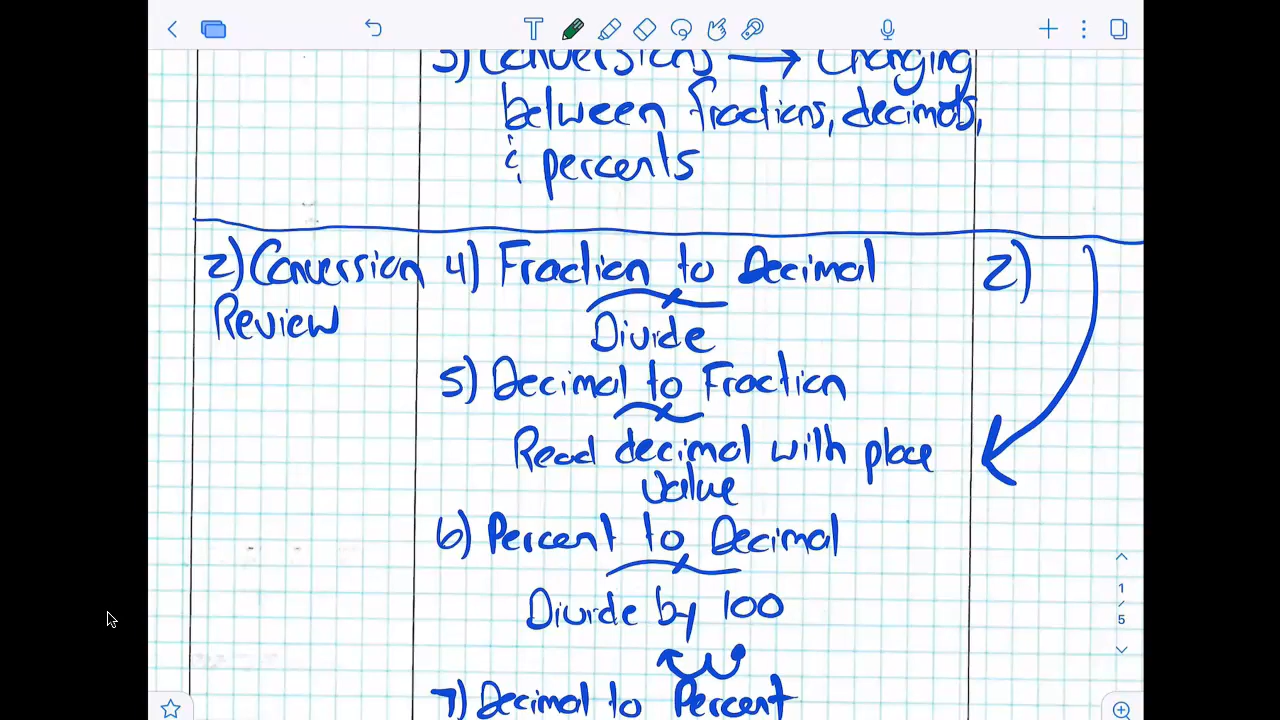 3) Conversions → Changing
between fractions, decimals,
& percents
2) Conversion
Review
4) Fraction to Decimal
Divide
5) Decimal to Fraction
Read decimal with place
value
6) Percent to Decimal
Divide by 100
7) Decimal to Percent
2)
T
1
/
5